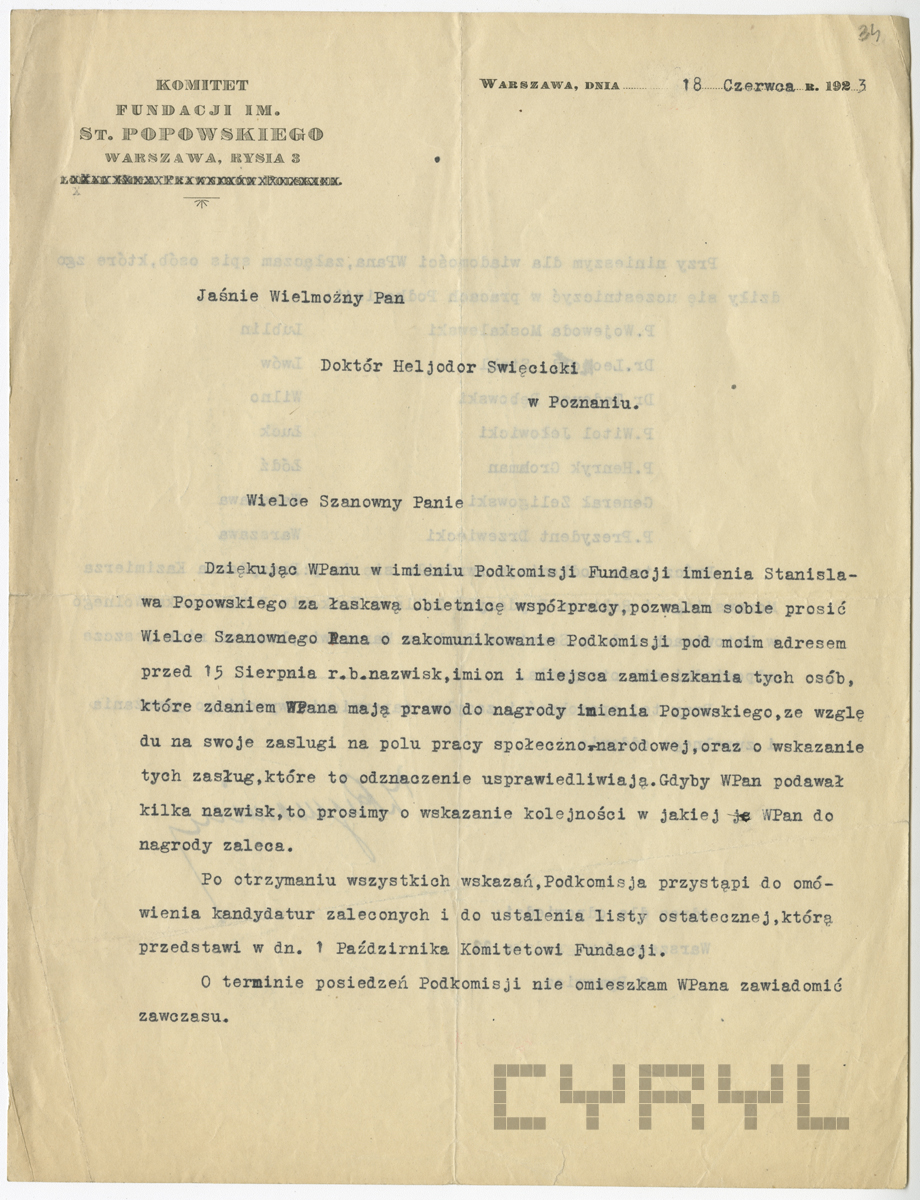 34
KOMITET
FUNDACJI IM.
ST. POPOWSKIEGO
WARSZAWA, RYSIA 3
WARSZAWA, DNIA 18 Czerwca R. 1923
Jaśnie Wielmożny Pan
Doktór Heljodor Swięcicki
w Poznaniu.
Wielce Szanowny Panie
Dziękując WPanu w imieniu Podkomisji Fundacji imienia Stanisla-
wa Popowskiego za łaskawą obietnicę współpracy,pozwalam sobie prosić
Wielce Szanownego Pana o zakomunikowanie Podkomisji pod moim adresem
przed 15 Sierpnia r.b.nazwisk,imion i miejsca zamieszkania tych osób,
które zdaniem WPana mają prawo do nagrody imienia Popowskiego,ze wzglę
du na swoje zaslugi na polu pracy społeczno-narodowej,oraz o wskazanie
tych zasług,które to odznaczenie usprawiedliwiają.Gdyby WPan podawał
kilka nazwisk,to prosimy o wskazanie kolejności w jakiej je WPan do
nagrody zaleca.
Po otrzymaniu wszystkich wskazań,Podkomisja przystąpi do omó-
wienia kandydatur zaleconych i do ustalenia listy ostatecznej,którą
przedstawi w dn. 1 Paździrnika Komitetowi Fundacji.
O terminie posiedzeń Podkomisji nie omieszkam WPana zawiadomić
zawczasu.
CYRYL